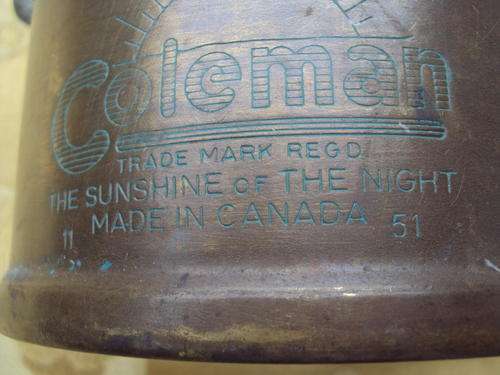 Coleman
TRADE MARK REGD.
THE SUNSHINE OF THE NIGHT
11 MADE IN CANADA 51